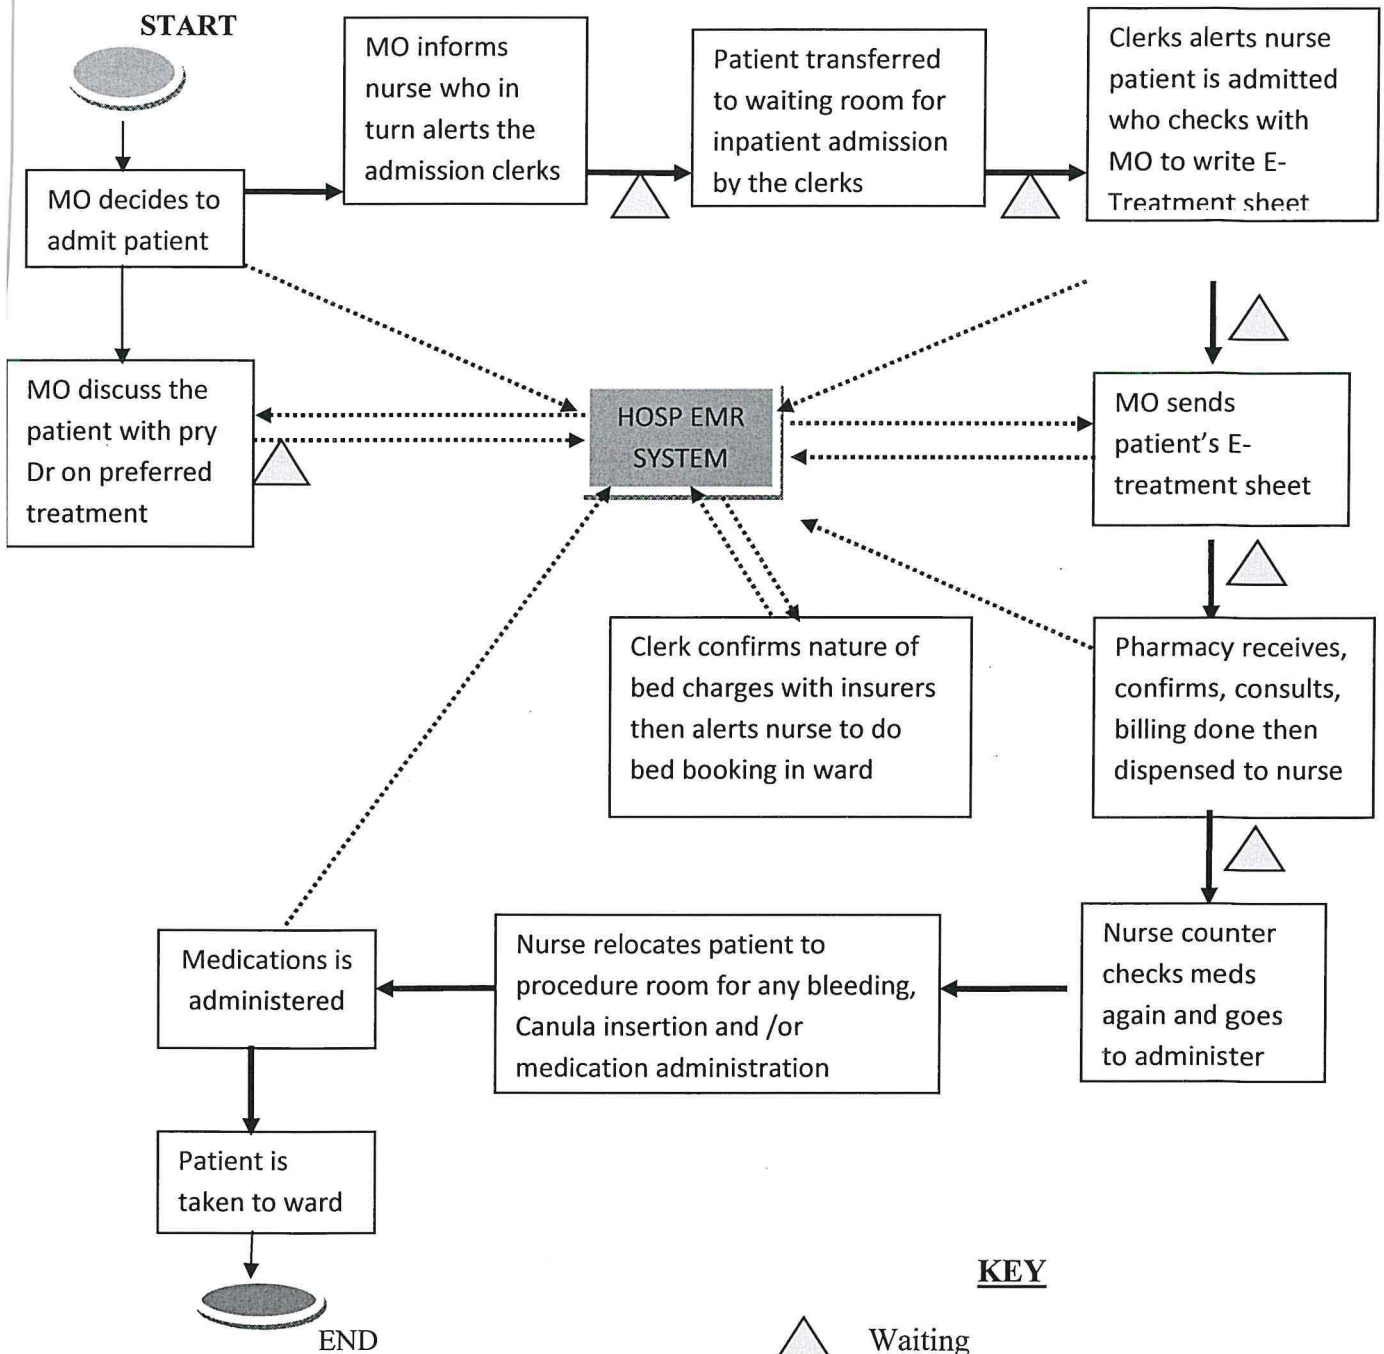 START
MO decides to
admit patient
MO informs
nurse who in
turn alerts the
admission clerks
Patient transferred
to waiting room for
inpatient admission
by the clerks
Clerks alerts nurse
patient is admitted
who checks with
MO to write E-
Treatment sheet
MO discuss the
patient with pry
Dr on preferred
treatment
HOSP EMR
SYSTEM
MO sends
patient's E-
treatment sheet
Clerk confirms nature of
bed charges with insurers
then alerts nurse to do
bed booking in ward
Pharmacy receives,
confirms, consults,
billing done then
dispensed to nurse
Nurse counter
checks meds
again and goes
to administer
Nurse relocates patient to
procedure room for any bleeding,
Canula insertion and /or
medication administration
Medications is
administered
Patient is
taken to ward
END
KEY
Waiting